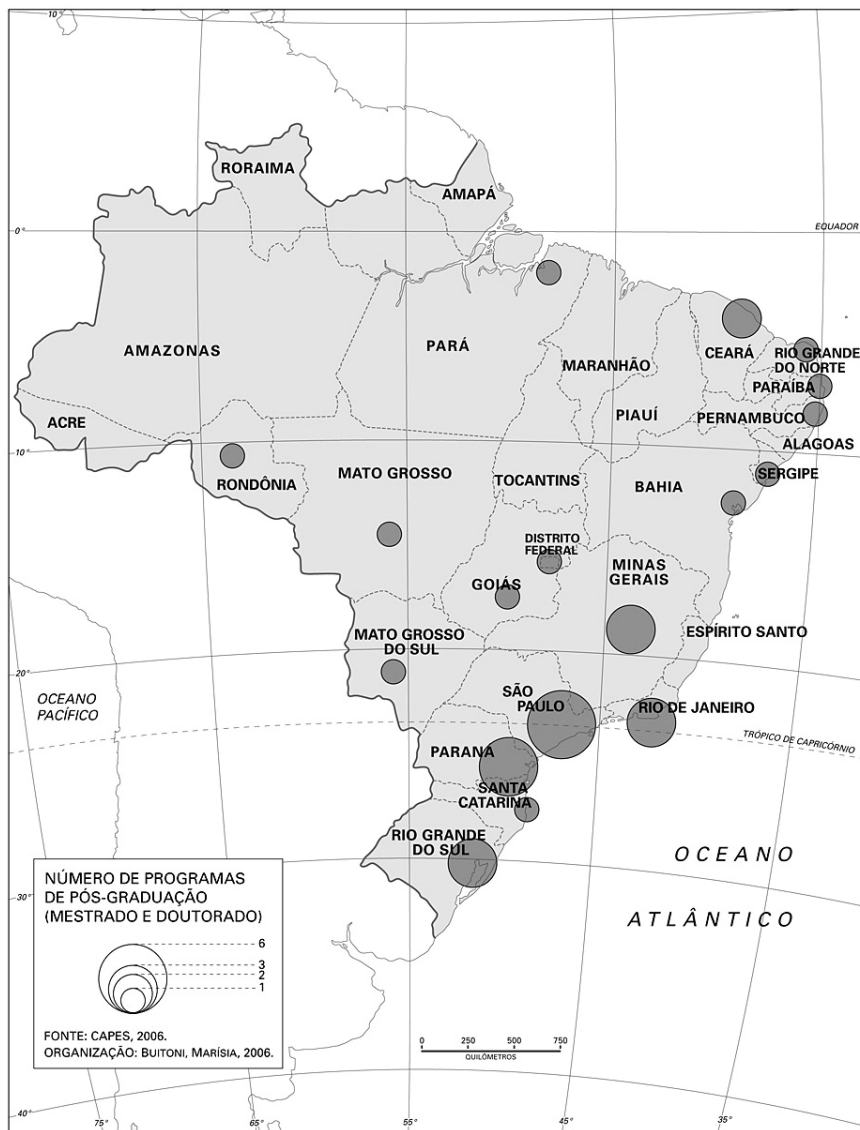 10°
RORAIMA
AMAPÁ
0°
EQUADOR
AMAZONAS
PARÁ
MARANHÃO
CEARÁ
RIO GRANDE
DO NORTE
PARAÍBA
PIAUÍ
PERNAMBUCO
ACRE
ALAGOAS
10°
RONDÔNIA
MATO GROSSO
TOCANTINS
BAHIA
SERGIPE
DISTRITO
FEDERAL
MINAS
GERAIS
GOIÁS
MATO GROSSO
DO SUL
ESPÍRITO SANTO
20°
OCEANO
PACÍFICO
SÃO
PAULO
RIO DE JANEIRO
TRÓPICO DE CAPRICÓRNIO
PARANA
SANTA
CATARINA
RIO GRANDE
DO SUL
OCEANO
ATLÂNTICO
30°
NÚMERO DE PROGRAMAS
DE PÓS-GRADUAÇÃO
(MESTRADO E DOUTORADO)
6
3
2
1
FONTE: CAPES, 2006.
ORGANIZAÇÃO: BUITONI, MARÍSIA, 2006.
0 250 500 750
QUILÔMETROS
40°
75° 65° 55° 45° 35°